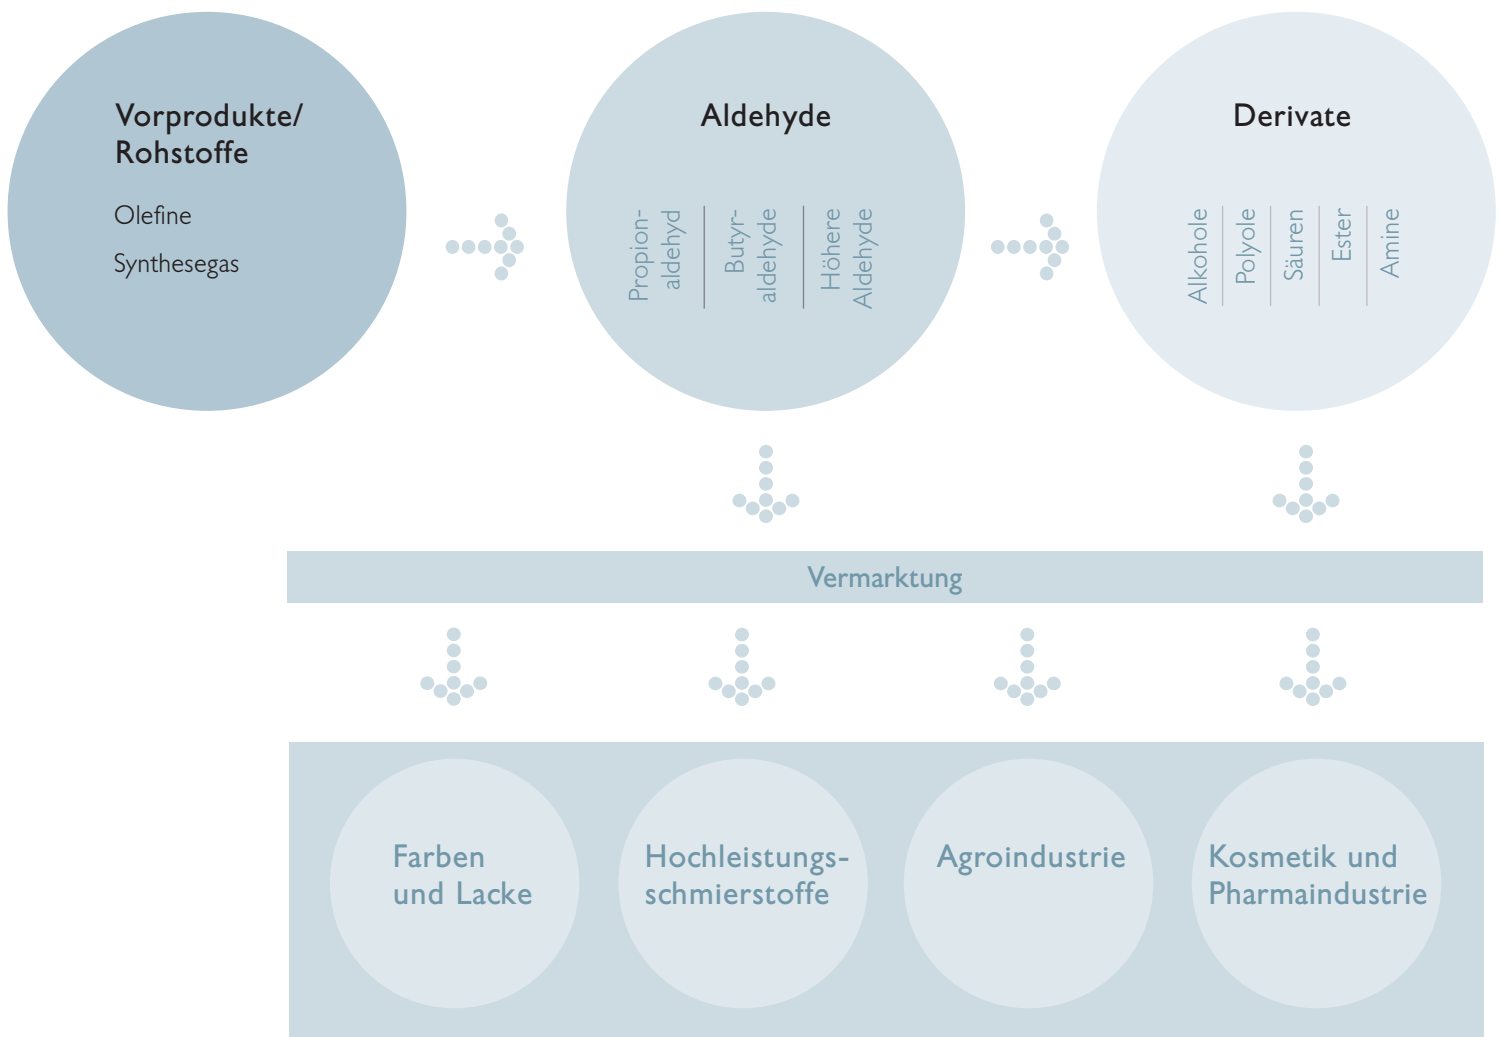 Vorprodukte/
Rohstoffe
Olefine
Synthesegas
Aldehyde
Propion-
aldehyd
Butyr-
aldehyde
Höhere
Aldehyde
Derivate
Alkohole
Polyole
Säuren
Ester
Amine
Vermarktung
Farben
und Lacke
Hochleistungs-
schmierstoffe
Agroindustrie
Kosmetik und
Pharmaindustrie